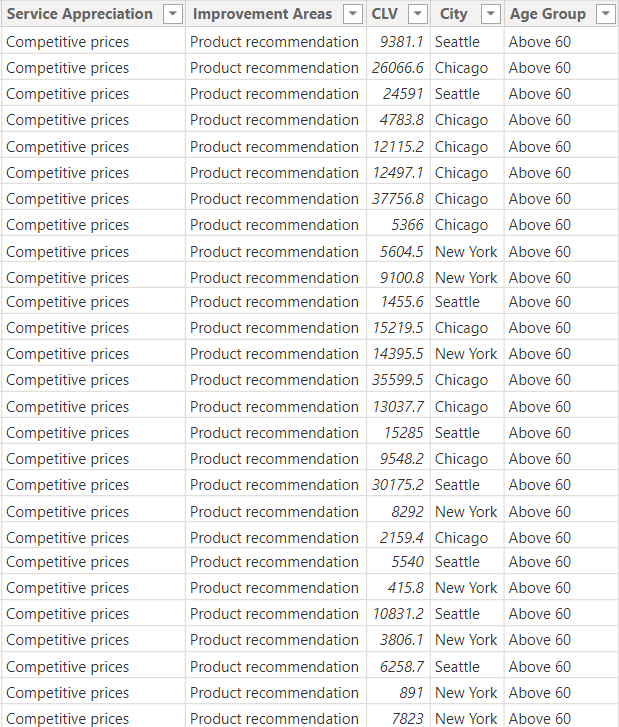 Service Appreciation Improvement Areas CLV City Age Group
Competitive prices Product recommendation 9381.1 Seattle Above 60
Competitive prices Product recommendation 26066.6 Chicago Above 60
Competitive prices Product recommendation 24591 Seattle Above 60
Competitive prices Product recommendation 4783.8 Chicago Above 60
Competitive prices Product recommendation 12115.2 Chicago Above 60
Competitive prices Product recommendation 12497.1 Chicago Above 60
Competitive prices Product recommendation 37756.8 Chicago Above 60
Competitive prices Product recommendation 5366 Chicago Above 60
Competitive prices Product recommendation 5604.5 New York Above 60
Competitive prices Product recommendation 9100.8 New York Above 60
Competitive prices Product recommendation 1455.6 Seattle Above 60
Competitive prices Product recommendation 15219.5 Chicago Above 60
Competitive prices Product recommendation 14395.5 New York Above 60
Competitive prices Product recommendation 35599.5 Chicago Above 60
Competitive prices Product recommendation 13037.7 Chicago Above 60
Competitive prices Product recommendation 15285 Seattle Above 60
Competitive prices Product recommendation 9548.2 Chicago Above 60
Competitive prices Product recommendation 30175.2 Seattle Above 60
Competitive prices Product recommendation 8292 New York Above 60
Competitive prices Product recommendation 2159.4 Chicago Above 60
Competitive prices Product recommendation 5540 Seattle Above 60
Competitive prices Product recommendation 415.8 New York Above 60
Competitive prices Product recommendation 10831.2 Seattle Above 60
Competitive prices Product recommendation 3806.1 New York Above 60
Competitive prices Product recommendation 6258.7 Seattle Above 60
Competitive prices Product recommendation 891 New York Above 60
Competitive prices Product recommendation 7823 New York Above 60